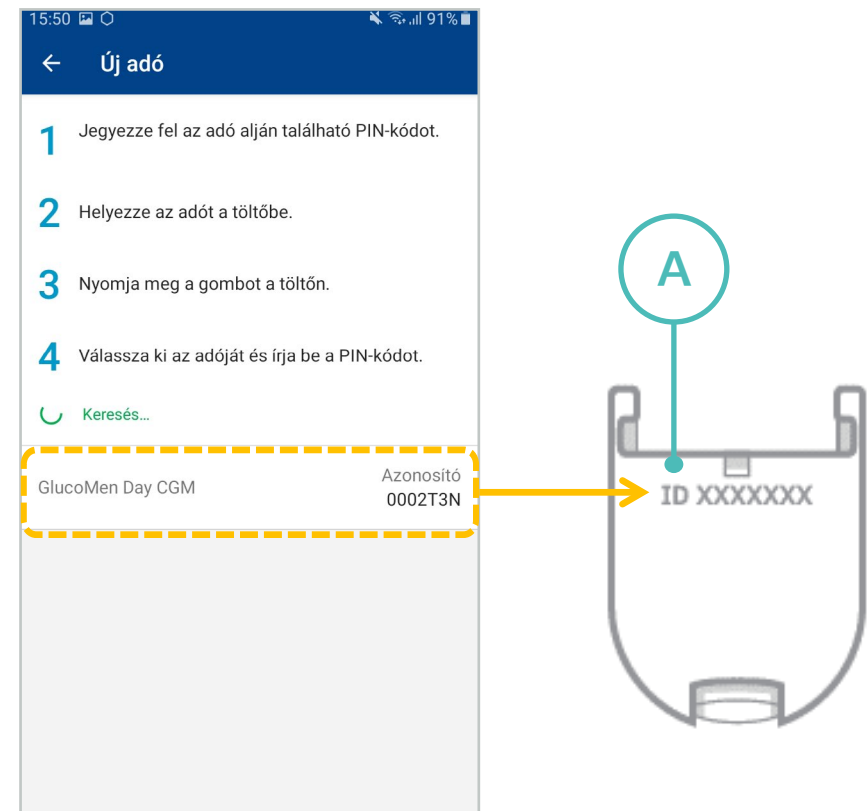 15:50 91%
Új adó
1 Jegyezze fel az adó alján található PIN-kódot.
2 Helyezze az adót a töltőbe.
3 Nyomja meg a gombot a töltőn.
4 Válassza ki az adóját és írja be a PIN-kódot.
Keresés...
GlucoMen Day CGM
Azonosító
0002T3N
A
ID XXXXXXX